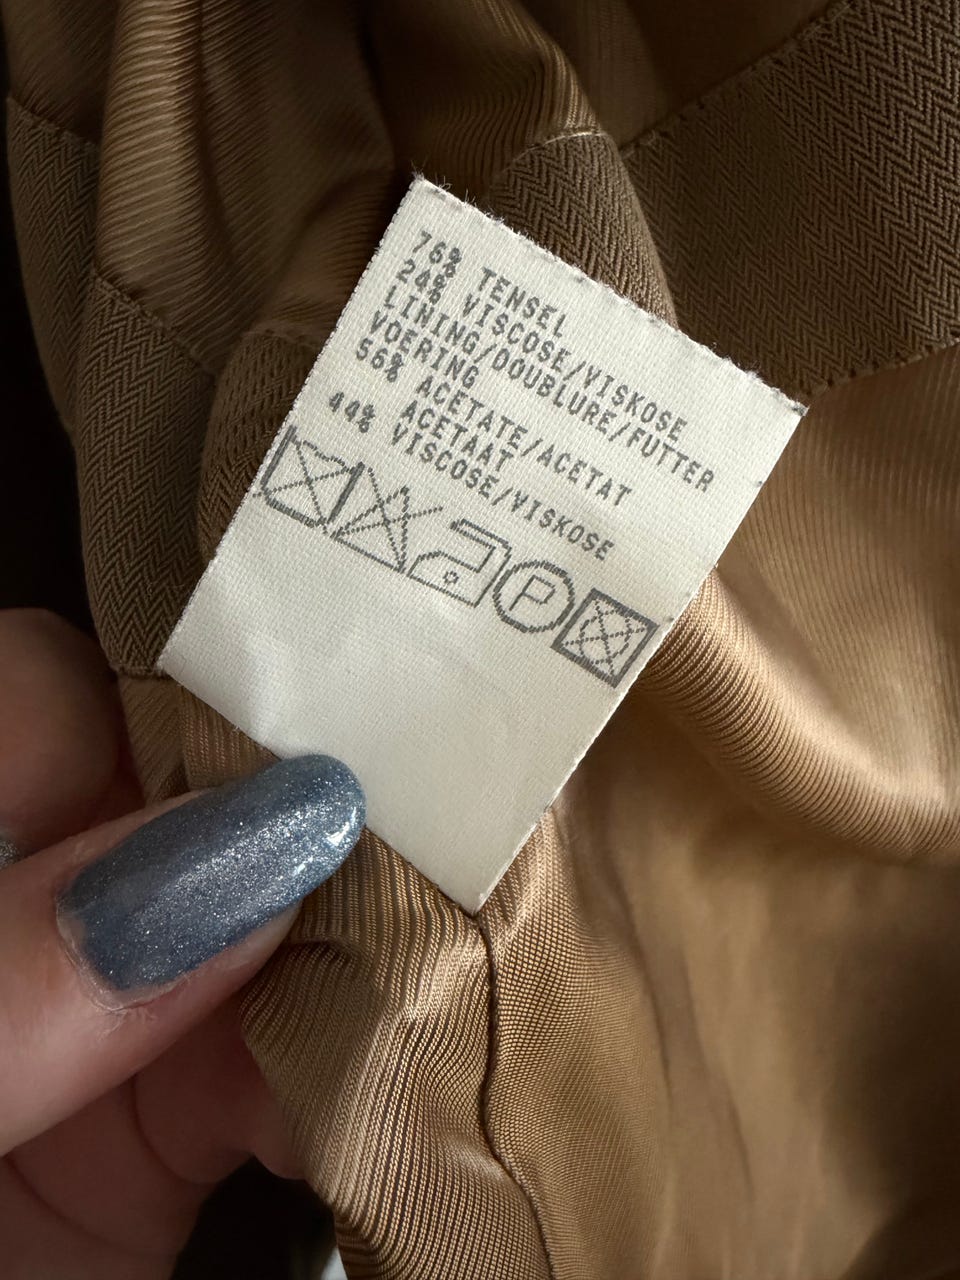 76% TENSEL
24% VISCOSE/VISKOSE
LINING/DOUBLURE/FUTTER
VOERING
56% ACETATE/ACETAT
ACETAAT
44% VISCOSE/VISKOSE
P